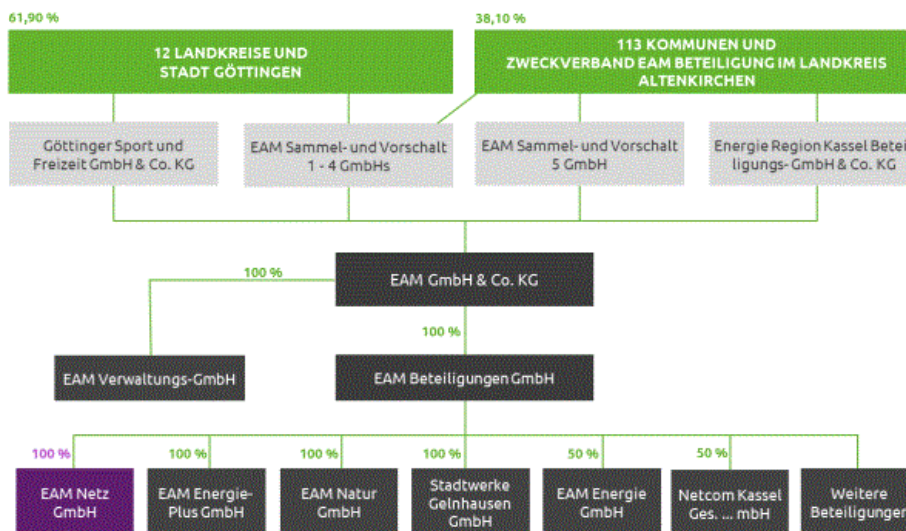 61,90 %
38,10 %
12 LANDKREISE UND
STADT GÖTTINGEN
113 KOMMUNEN UND
ZWECKVERBAND EAM BETEILIGUNG IM LANDKREIS
ALTENKIRCHEN
Göttinger Sport und
Freizeit GmbH & Co. KG
EAM Sammel- und Vorschalt
1 - 4 GmbHs
EAM Sammel- und Vorschalt
5 GmbH
Energie Region Kassel Betei
ligungs- GmbH & Co. KG
100 %
EAM GmbH & Co. KG
100 %
EAM Verwaltungs-GmbH
EAM Beteiligungen GmbH
100 %
100 %
100 %
100 %
50 %
50 %
EAM Netz
GmbH
EAM Energie-
Plus GmbH
EAM Natur
GmbH
Stadtwerke
Gelnhausen
GmbH
EAM Energie
GmbH
Netcom Kassel
Ges. ... mbH
Weitere
Beteiligungen